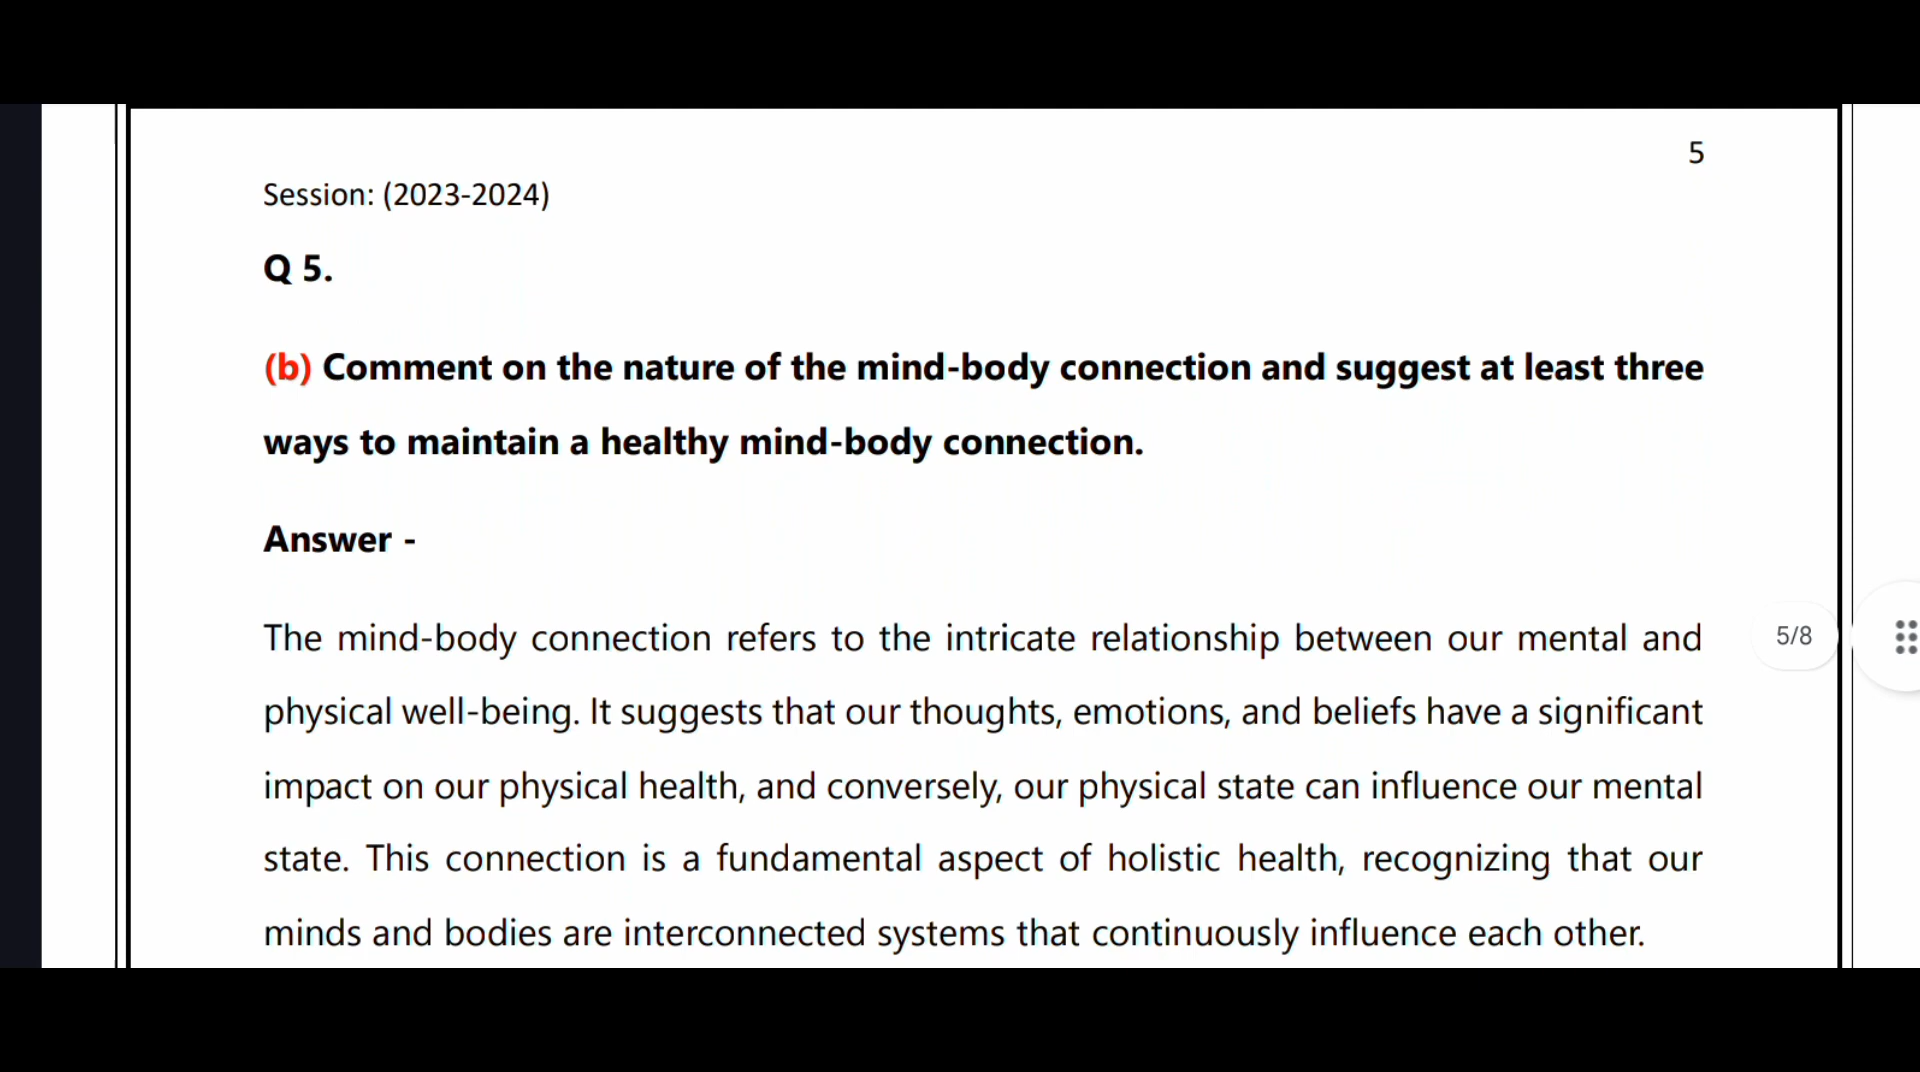 5
Session: (2023-2024)
Q 5.
(b) Comment on the nature of the mind-body connection and suggest at least three
ways to maintain a healthy mind-body connection.
Answer -
The mind-body connection refers to the intricate relationship between our mental and
physical well-being. It suggests that our thoughts, emotions, and beliefs have a significant
impact on our physical health, and conversely, our physical state can influence our mental
state. This connection is a fundamental aspect of holistic health, recognizing that our
minds and bodies are interconnected systems that continuously influence each other.
5/8